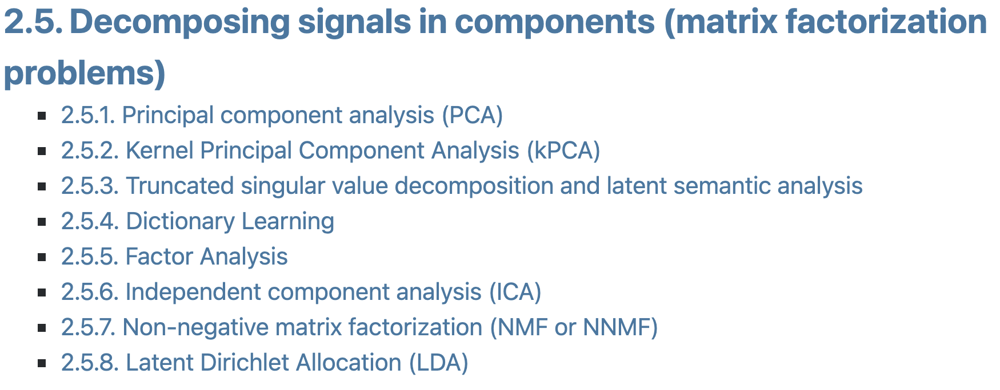 2.5. Decomposing signals in components (matrix factorization
problems)
2.5.1. Principal component analysis (PCA)
2.5.2. Kernel Principal Component Analysis (kPCA)
2.5.3. Truncated singular value decomposition and latent semantic analysis
2.5.4. Dictionary Learning
2.5.5. Factor Analysis
2.5.6. Independent component analysis (ICA)
2.5.7. Non-negative matrix factorization (NMF or NNMF)
2.5.8. Latent Dirichlet Allocation (LDA)